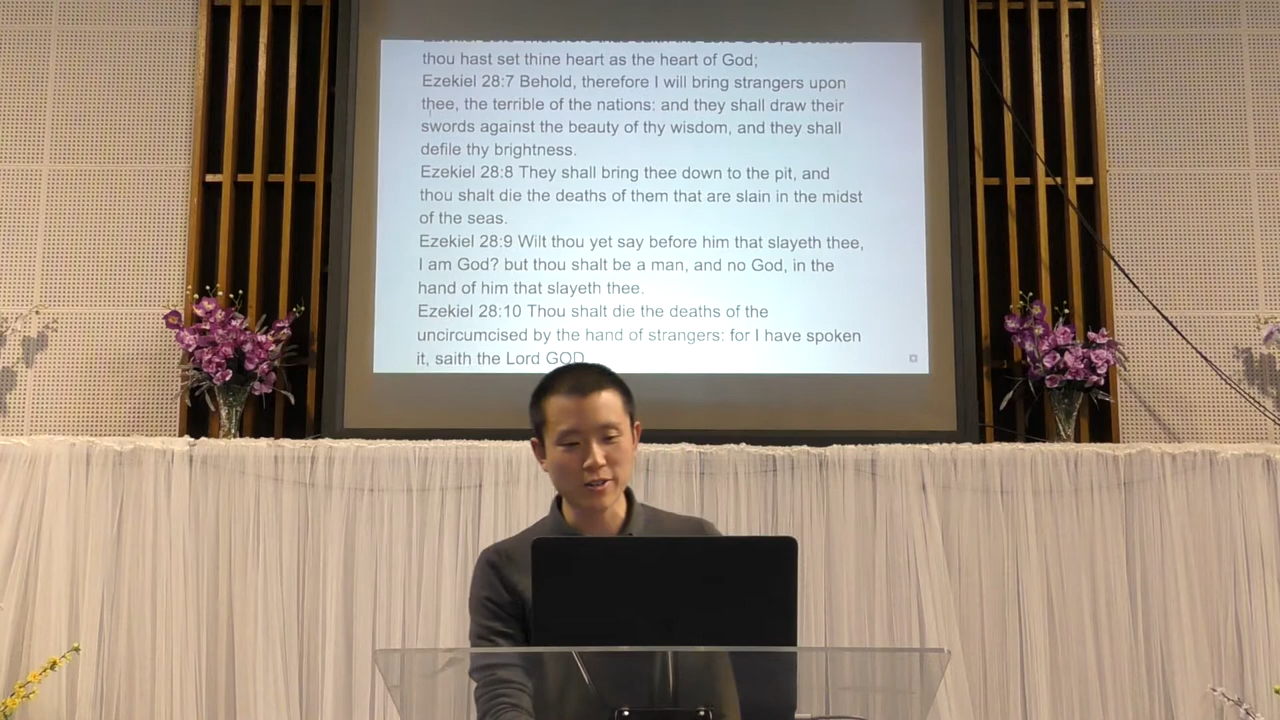 thou hast set thine heart as the heart of God;
Ezekiel 28:7 Behold, therefore I will bring strangers upon
thee, the terrible of the nations: and they shall draw their
swords against the beauty of thy wisdom, and they shall
defile thy brightness.
Ezekiel 28:8 They shall bring thee down to the pit, and
thou shalt die the deaths of them that are slain in the midst
of the seas.
Ezekiel 28:9 Wilt thou yet say before him that slayeth thee,
I am God? but thou shalt be a man, and no God, in the
hand of him that slayeth thee.
Ezekiel 28:10 Thou shalt die the deaths of the
uncircumcised by the hand of strangers: for I have spoken
it, saith the Lord GOD.